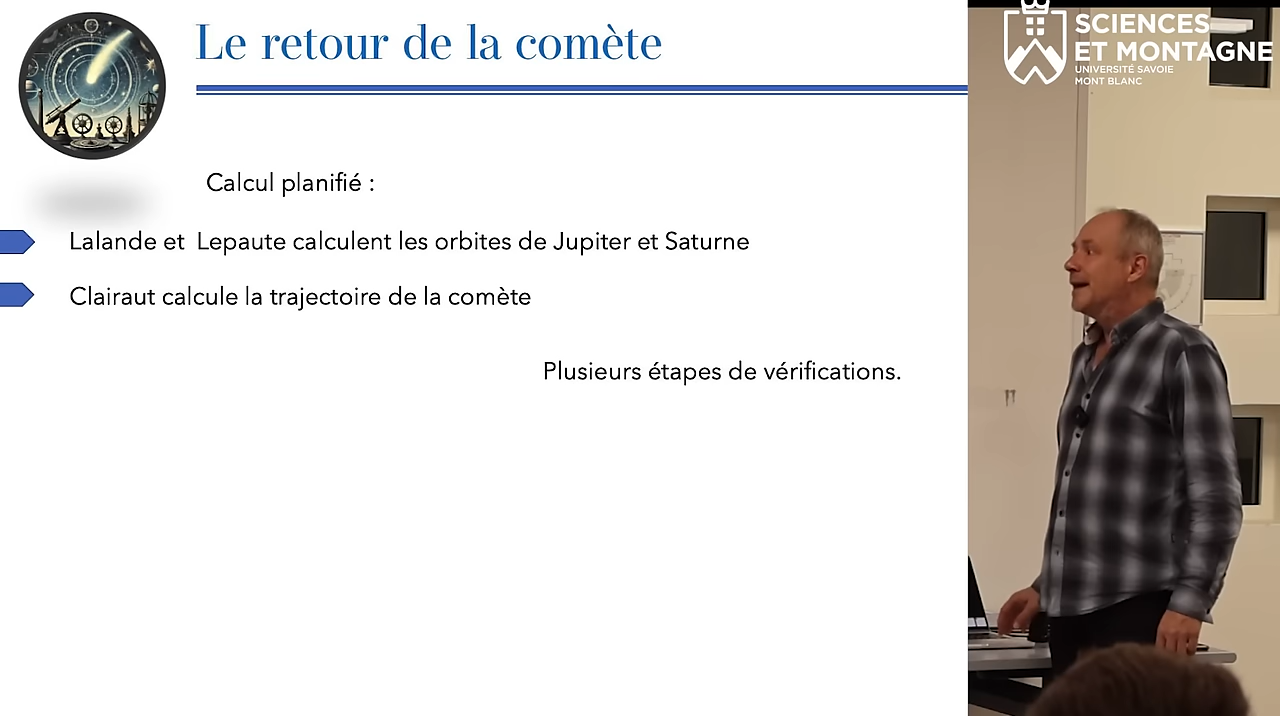 Le retour de la comète
SCIENCES
ET MONTAGNE
UNIVERSITÉ SAVOIE
MONT BLANC
Calcul planifié :
Lalande et Lepaute calculent les orbites de Jupiter et Saturne
Clairaut calcule la trajectoire de la comète
Plusieurs étapes de vérifications.